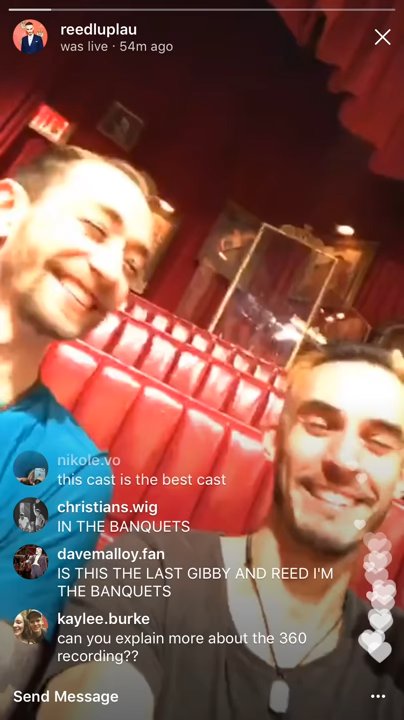 reedluplau
was live · 54m ago
nikole.vo
this cast is the best cast
christians.wig
IN THE BANQUETS
davemalloy.fan
IS THIS THE LAST GIBBY AND REED I'M
THE BANQUETS
kaylee.burke
can you explain more about the 360
recording??
Send Message